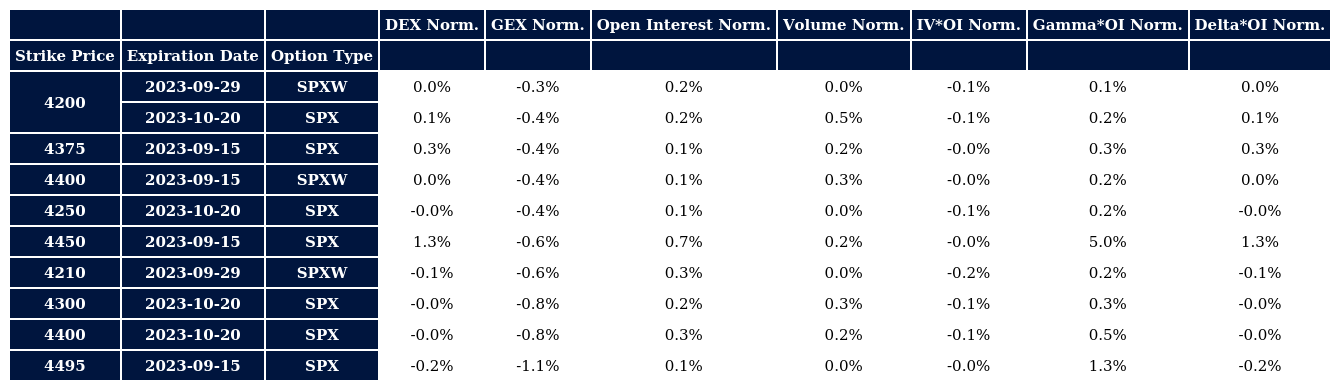 DEX Norm. GEX Norm. Open Interest Norm. Volume Norm. IV*OI Norm. Gamma*OI Norm. Delta*OI Norm.
Strike Price Expiration Date Option Type
4200 2023-09-29 SPXW 0.0% -0.3% 0.2% 0.0% -0.1% 0.1% 0.0%
2023-10-20 SPX 0.1% -0.4% 0.2% 0.5% -0.1% 0.2% 0.1%
4375 2023-09-15 SPX 0.3% -0.4% 0.1% 0.2% -0.0% 0.3% 0.3%
4400 2023-09-15 SPXW 0.0% -0.4% 0.1% 0.3% -0.0% 0.2% 0.0%
4250 2023-10-20 SPX -0.0% -0.4% 0.1% 0.0% -0.1% 0.2% -0.0%
4450 2023-09-15 SPX 1.3% -0.6% 0.7% 0.2% -0.0% 5.0% 1.3%
4210 2023-09-29 SPXW -0.1% -0.6% 0.3% 0.0% -0.2% 0.2% -0.1%
4300 2023-10-20 SPX -0.0% -0.8% 0.2% 0.3% -0.1% 0.3% -0.0%
4400 2023-10-20 SPX -0.0% -0.8% 0.3% 0.2% -0.1% 0.5% -0.0%
4495 2023-09-15 SPX -0.2% -1.1% 0.1% 0.0% -0.0% 1.3% -0.2%